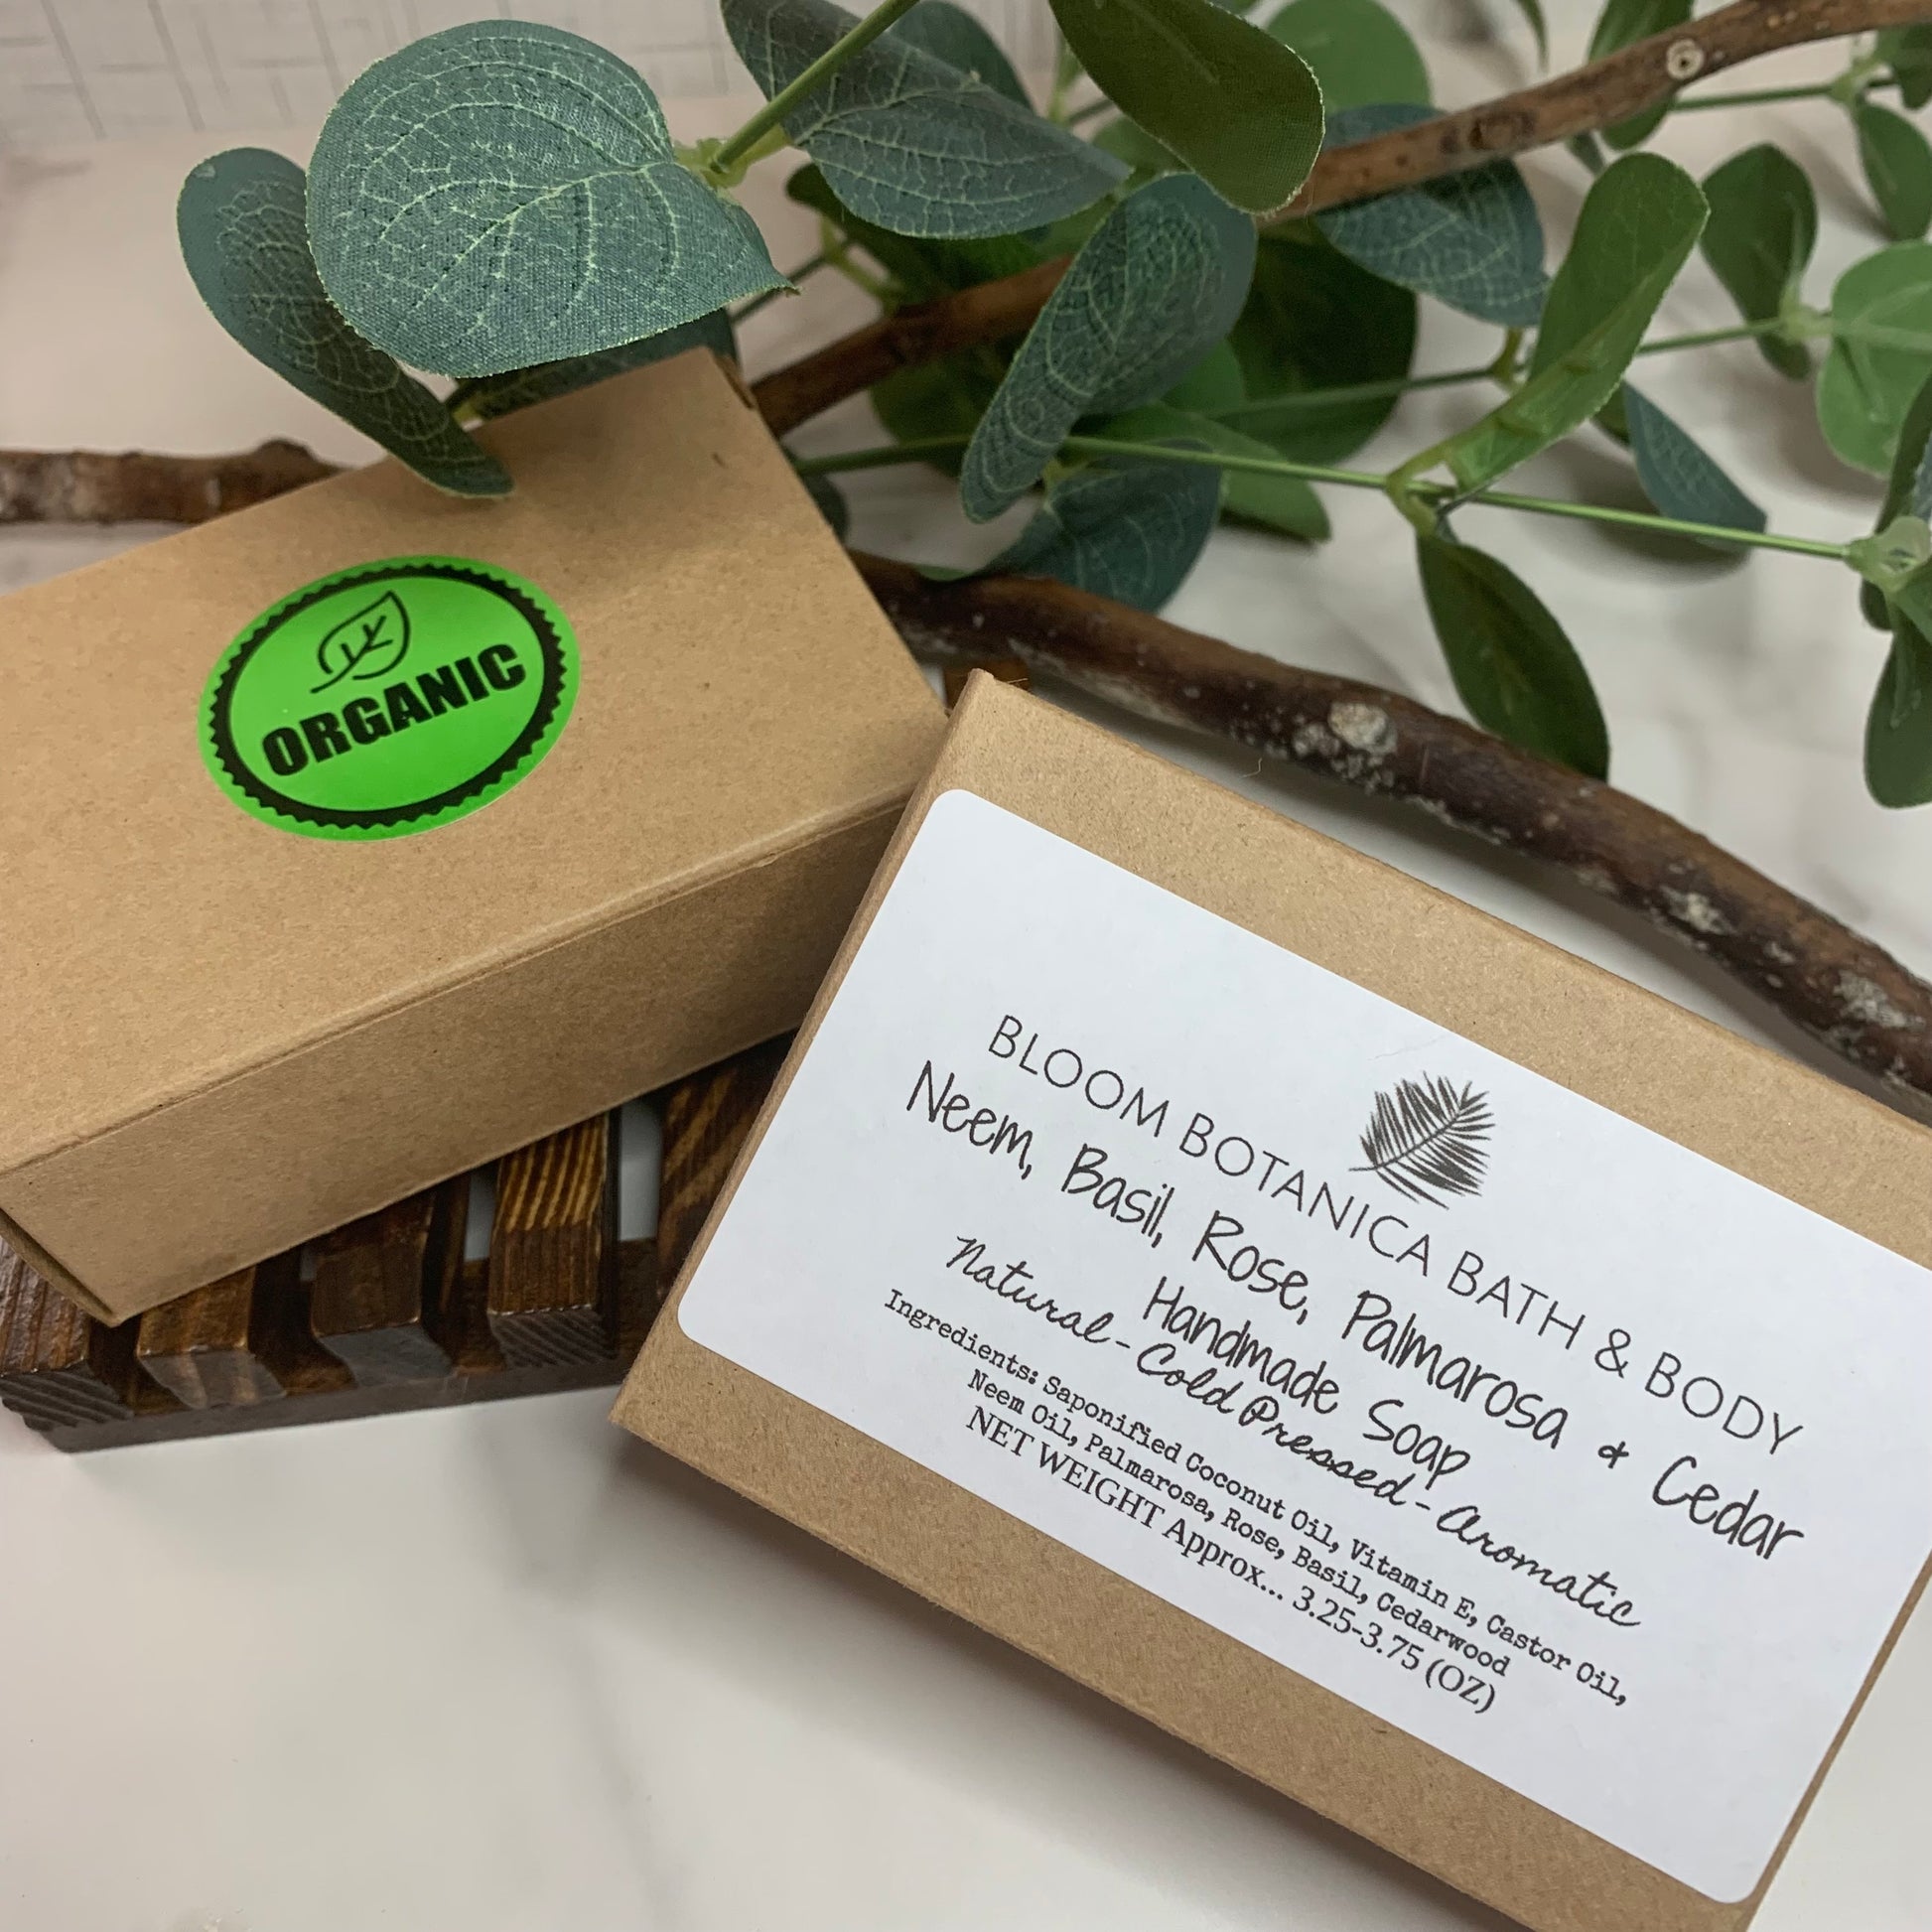 ORGANIC
BLOOM BOTANICA BATH & BODY
Neem, Basil, Rose, Palmarosa & Cedar
Handmade Soap
Natural - Cold Pressed - Aromatic
Ingredients: Saponified Coconut Oil, Vitamin E, Castor Oil,
Neem Oil, Palmarosa, Rose, Basil, Cedarwood
NET WEIGHT Approx... 3.25-3.75 (OZ)